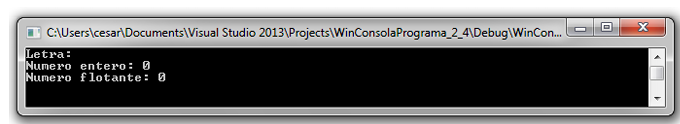 C:\Users\cesar\Documents\Visual Studio 2013\Projects\WinConsolaPrograma_2_4\Debug\WinCon...
Letra:
Numero entero: 0
Numero flotante: 0